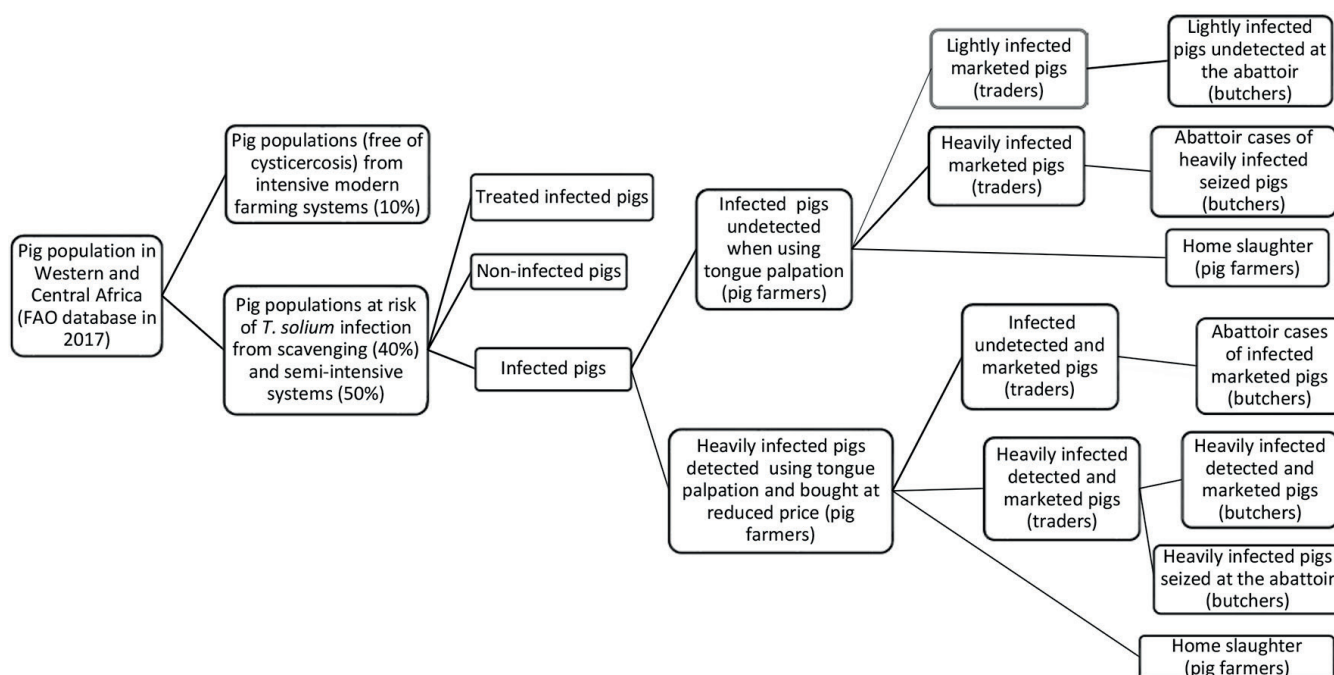 Pig population in
Western and
Central Africa
(FAO database in
2017)
Pig populations (free of
cysticercosis) from
intensive modern
farming systems (10%)
Pig populations at risk
of T. solium infection
from scavenging (40%)
and semi-intensive
systems (50%)
Treated infected pigs
Non-infected pigs
Infected pigs
Infected pigs
undetected
when using
tongue palpation
(pig farmers)
Heavily infected pigs
detected using tongue
palpation and bought at
reduced price (pig
farmers)
Lightly infected
marketed pigs
(traders)
Heavily infected
marketed pigs
(traders)
Infected
undetected and
marketed pigs
(traders)
Heavily infected
detected and
marketed pigs
(traders)
Lightly infected
pigs undetected at
the abattoir
(butchers)
Abattoir cases of
heavily infected
seized pigs
(butchers)
Home slaughter
(pig farmers)
Abattoir cases
of infected
marketed pigs
(butchers)
Heavily infected
detected and
marketed pigs
(butchers)
Heavily infected pigs
seized at the abattoir
(butchers)
Home slaughter
(pig farmers)